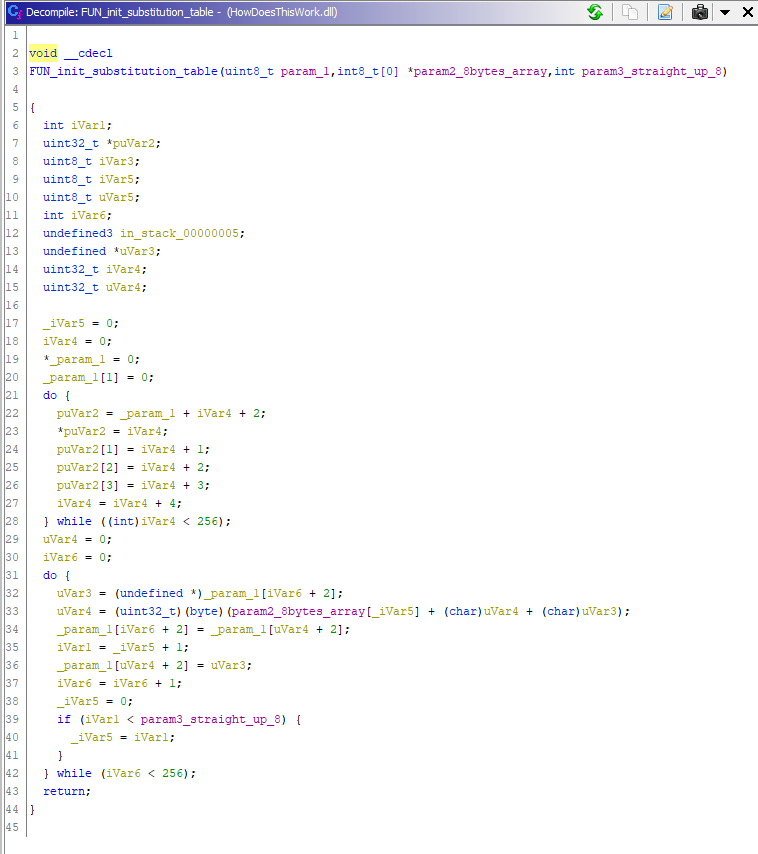 Decompile: FUN_init_substitution_table - (HowDoesThisWork.dll)
1
2 void __cdecl
3 FUN_init_substitution_table(uint8_t param_1,int8_t[0] *param2_8bytes_array,int param3_straight_up_8)
4
5 {
6 int iVar1;
7 uint32_t *puVar2;
8 uint8_t iVar3;
9 uint8_t iVar5;
10 uint8_t uVar5;
11 int iVar6;
12 undefined3 in_stack_00000005;
13 undefined *uVar3;
14 uint32_t iVar4;
15 uint32_t uVar4;
16
17 _iVar5 = 0;
18 iVar4 = 0;
19 *_param_1 = 0;
20 _param_1[1] = 0;
21 do {
22 puVar2 = _param_1 + iVar4 + 2;
23 *puVar2 = iVar4;
24 puVar2[1] = iVar4 + 1;
25 puVar2[2] = iVar4 + 2;
26 puVar2[3] = iVar4 + 3;
27 iVar4 = iVar4 + 4;
28 } while ((int)iVar4 < 256);
29 uVar4 = 0;
30 iVar6 = 0;
31 do {
32 uVar3 = (undefined *)_param_1[iVar6 + 2];
33 uVar4 = (uint32_t)(byte)(param2_8bytes_array[_iVar5] + (char)uVar4 + (char)uVar3);
34 _param_1[iVar6 + 2] = _param_1[uVar4 + 2];
35 iVar1 = _iVar5 + 1;
36 _param_1[uVar4 + 2] = uVar3;
37 iVar6 = iVar6 + 1;
38 _iVar5 = 0;
39 if (iVar1 < param3_straight_up_8) {
40 _iVar5 = iVar1;
41 }
42 } while (iVar6 < 256);
43 return;
44 }
45